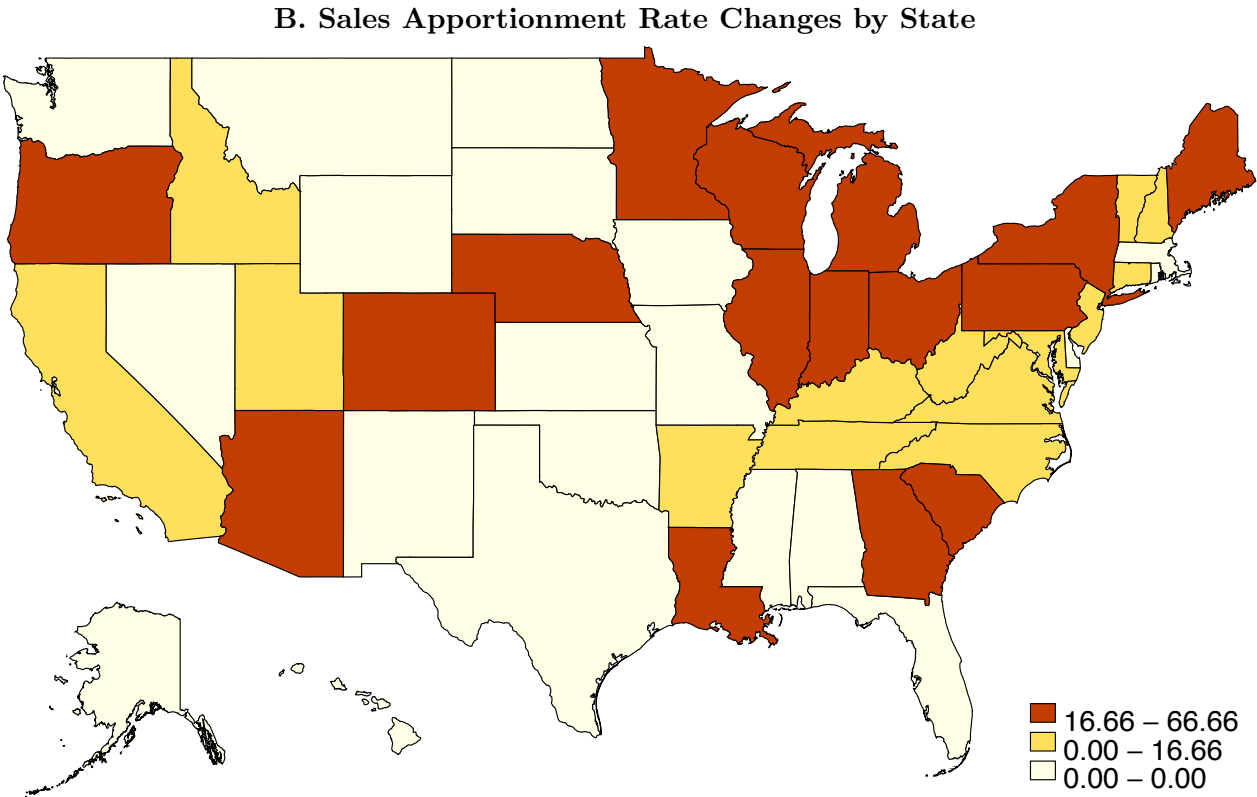 B. Sales Apportionment Rate Changes by State
16.66 – 66.66
0.00 – 16.66
0.00 – 0.00